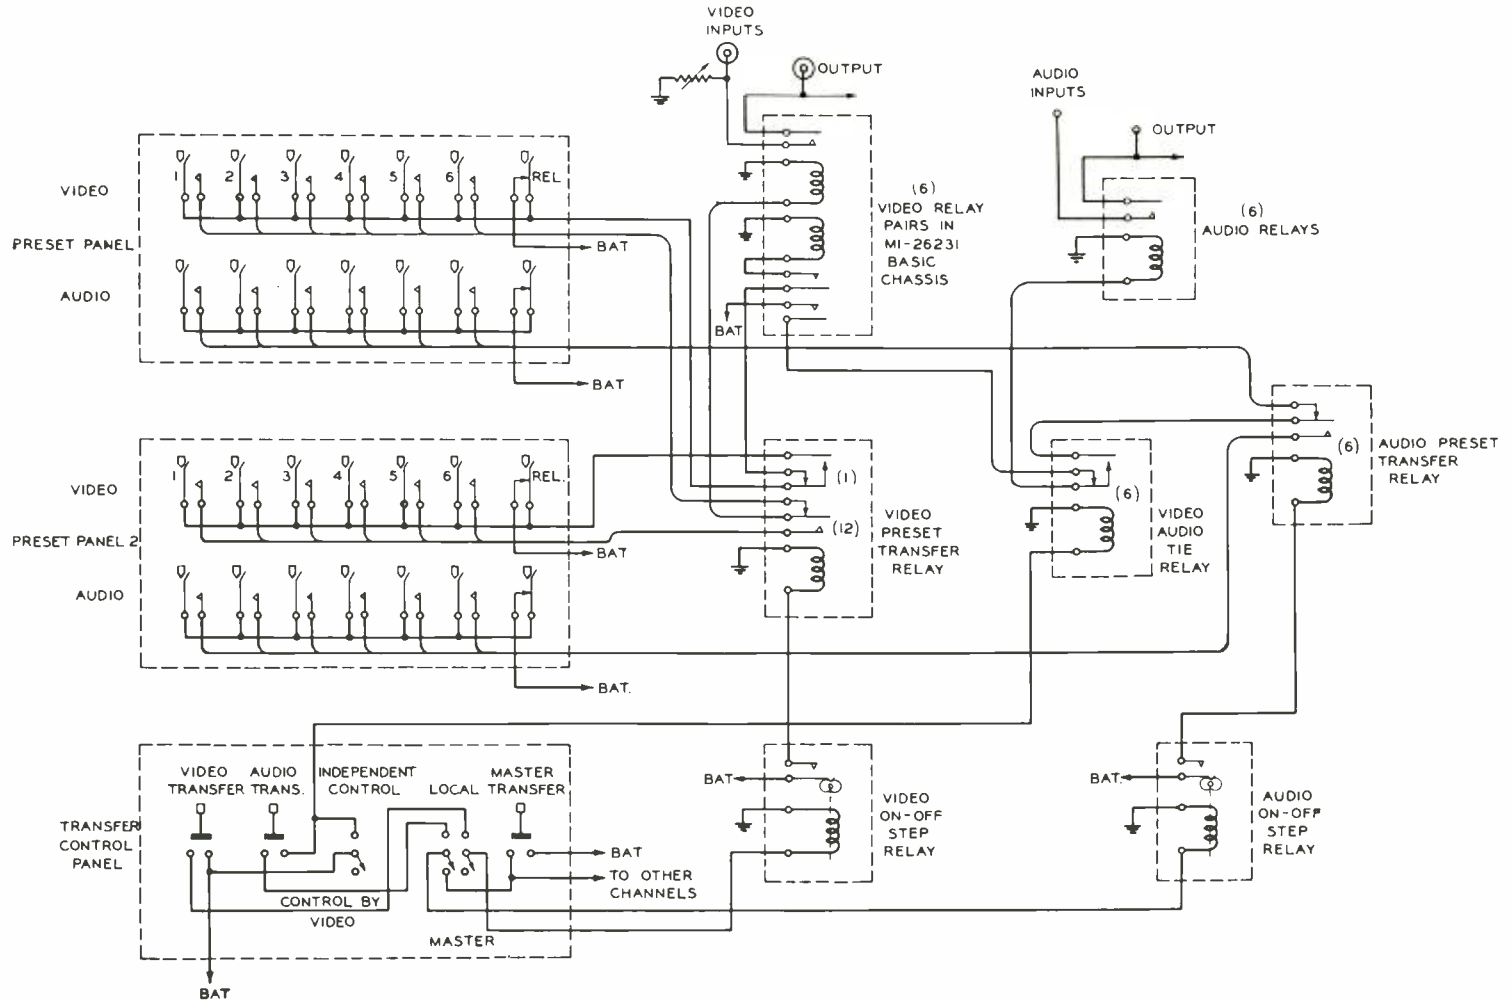 VIDEO
INPUTS
OUTPUT
AUDIO
INPUTS
OUTPUT
VIDEO
1 2 3 4 5 6 REL.
PRESET PANEL
BAT
AUDIO
BAT
(6)
VIDEO RELAY
PAIRS IN
MI-26231
BASIC
CHASSIS
BAT
(6)
AUDIO RELAYS
VIDEO
1 2 3 4 5 6 REL.
PRESET PANEL 2
BAT
AUDIO
BAT.
(1)
(12)
VIDEO
PRESET
TRANSFER
RELAY
(6)
VIDEO
AUDIO
TIE
RELAY
(6)
AUDIO PRESET
TRANSFER
RELAY
TRANSFER
CONTROL
PANEL
VIDEO
TRANSFER
AUDIO
TRANS.
INDEPENDENT
CONTROL
LOCAL
MASTER
TRANSFER
BAT
TO OTHER
CHANNELS
CONTROL BY
VIDEO
MASTER
BAT
BAT
VIDEO
ON-OFF
STEP
RELAY
BAT.
AUDIO
ON-OFF
STEP
RELAY